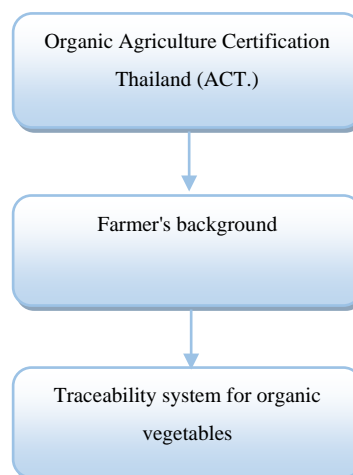 Organic Agriculture Certification
Thailand (ACT.)
Farmer's background
Traceability system for organic
vegetables